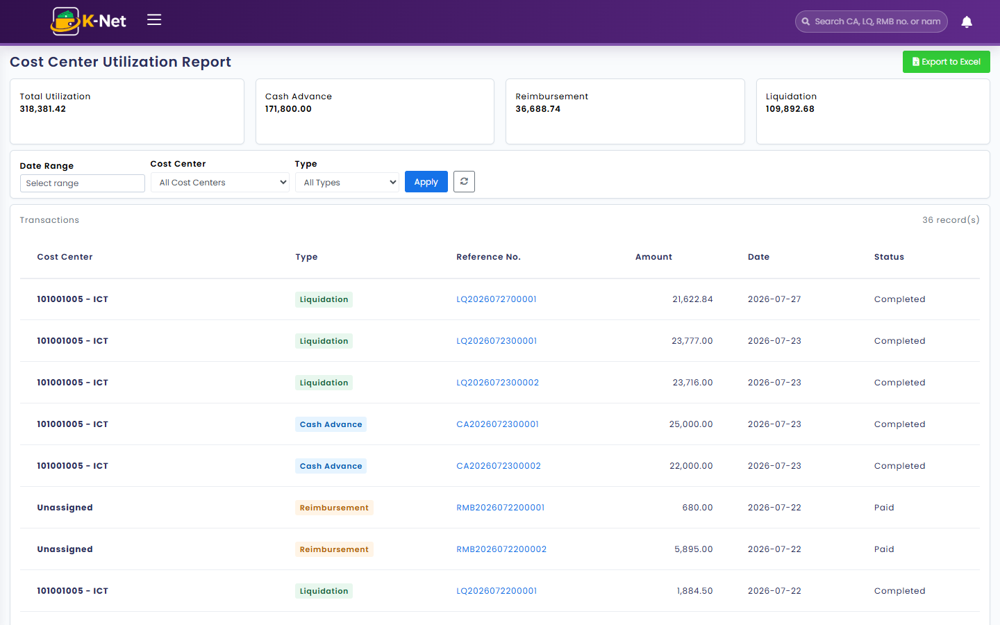 K-Net
Search CA, LQ, RMB no. or nam
Cost Center Utilization Report
Export to Excel
Total Utilization
318,381.42
Cash Advance
171,800.00
Reimbursement
36,688.74
Liquidation
109,892.68
Date Range
Select range
Cost Center
All Cost Centers
Type
All Types
Apply
Transactions
36 record(s)
Cost Center Type Reference No. Amount Date Status
101001005 - ICT Liquidation LQ2026072700001 21,622.84 2026-07-27 Completed
101001005 - ICT Liquidation LQ2026072300001 23,777.00 2026-07-23 Completed
101001005 - ICT Liquidation LQ2026072300002 23,716.00 2026-07-23 Completed
101001005 - ICT Cash Advance CA2026072300001 25,000.00 2026-07-23 Completed
101001005 - ICT Cash Advance CA2026072300002 22,000.00 2026-07-23 Completed
Unassigned Reimbursement RMB2026072200001 680.00 2026-07-22 Paid
Unassigned Reimbursement RMB2026072200002 5,895.00 2026-07-22 Paid
101001005 - ICT Liquidation LQ2026072200001 1,884.50 2026-07-22 Completed